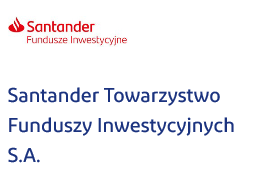 Santander
Fundusze Inwestycyjne
Santander Towarzystwo
Funduszy Inwestycyjnych
S.A.